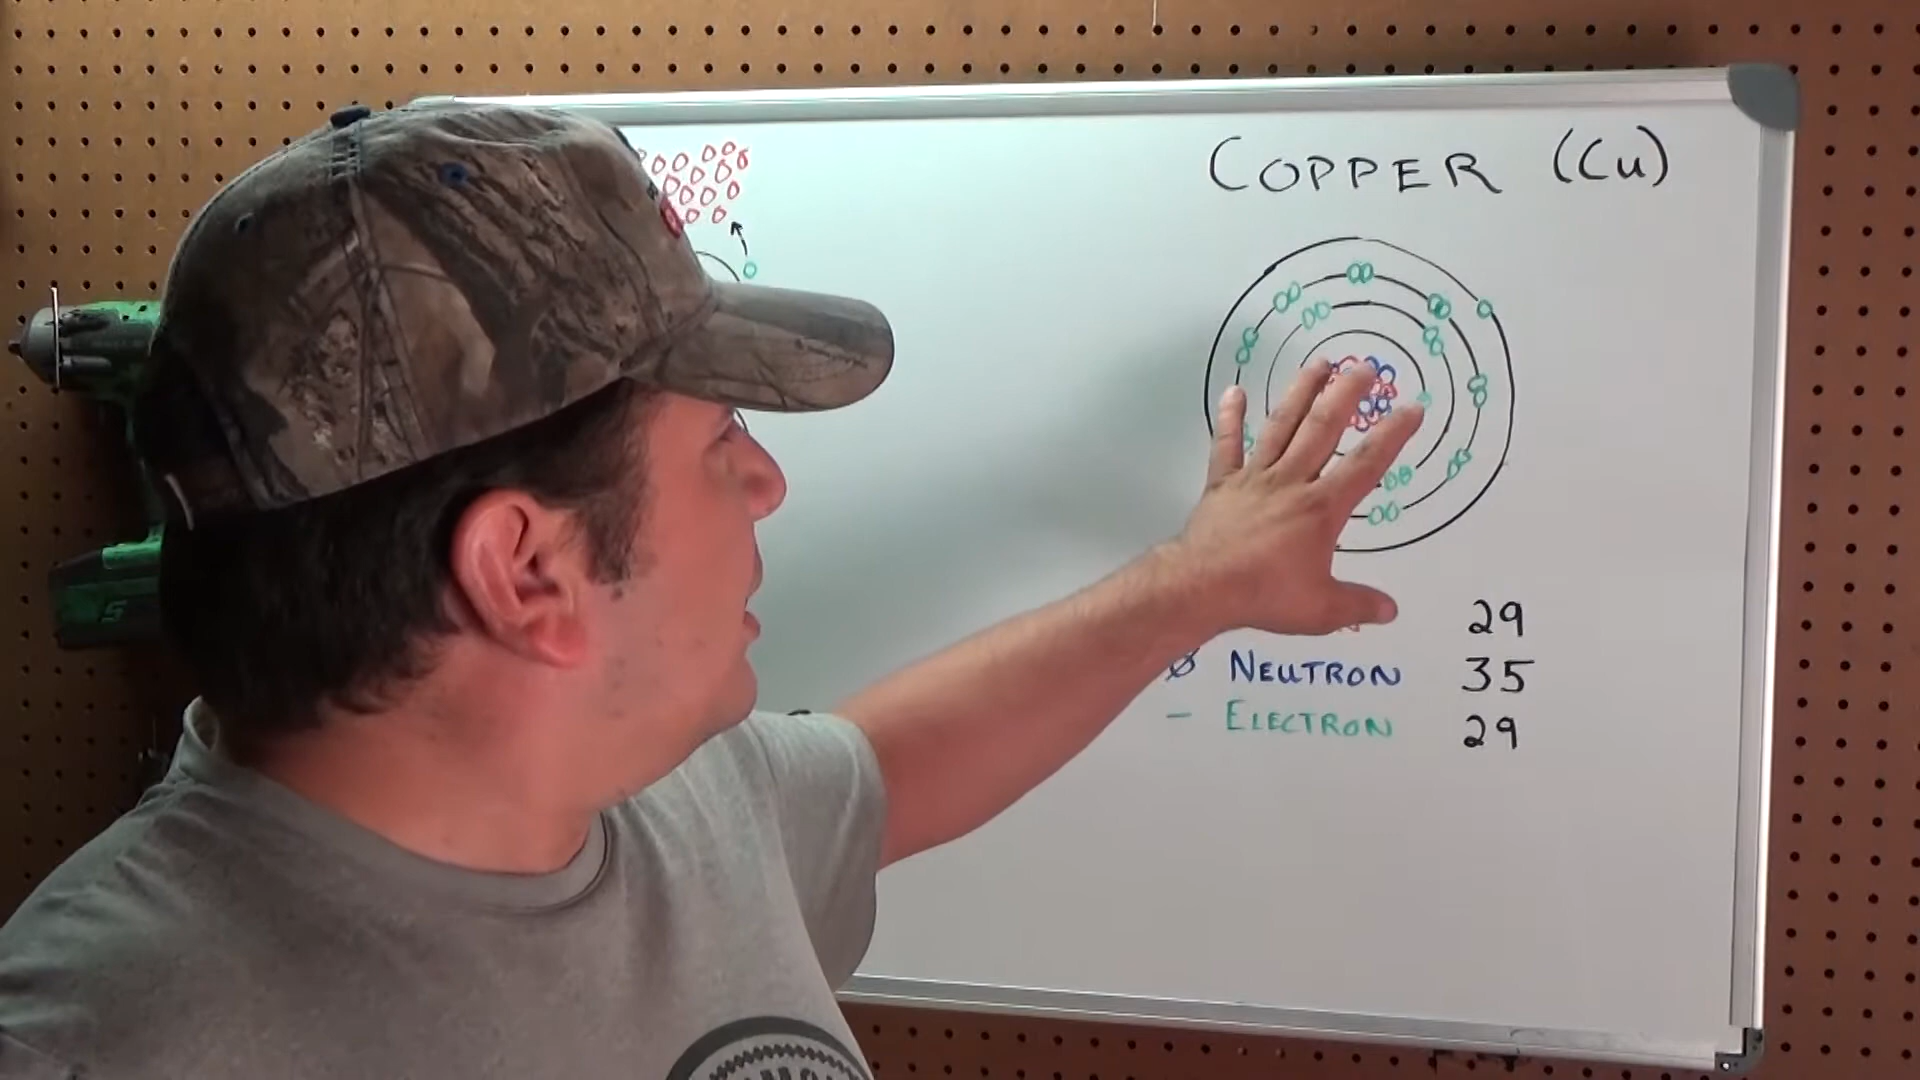 COPPER (Cu)
29
Ø NEUTRON 35
- ELECTRON 29